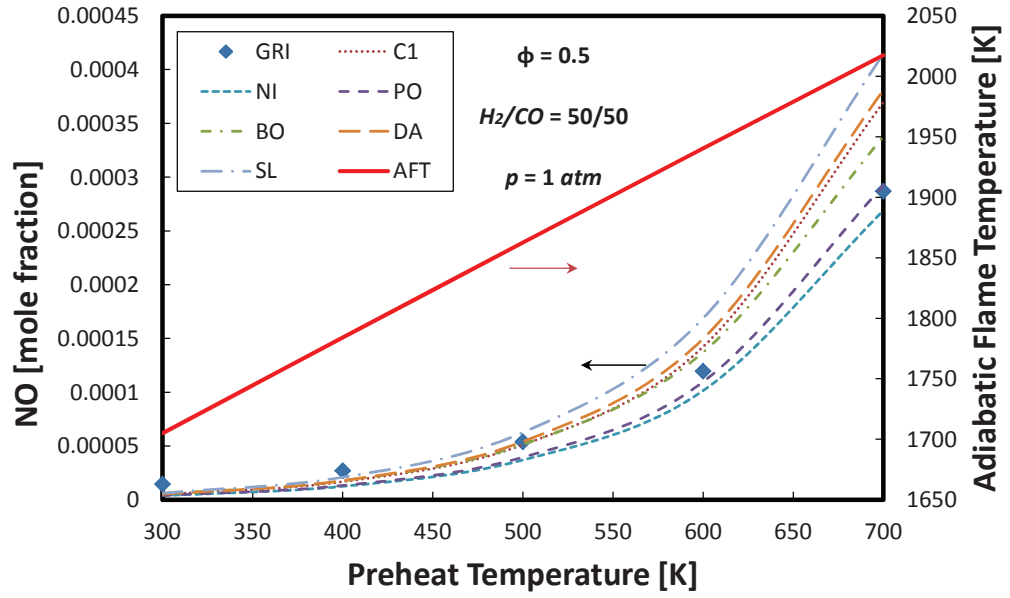 0.00045
0.0004
0.00035
0.0003
0.00025
0.0002
0.00015
0.0001
0.00005
0
NO [mole fraction]
GRI C1
NI PO
BO DA
SL AFT
ϕ = 0.5
H₂/CO = 50/50
p = 1 atm
2050
2000
1950
1900
1850
1800
1750
1700
1650
Adiabatic Flame Temperature [K]
300 350 400 450 500 550 600 650 700
Preheat Temperature [K]